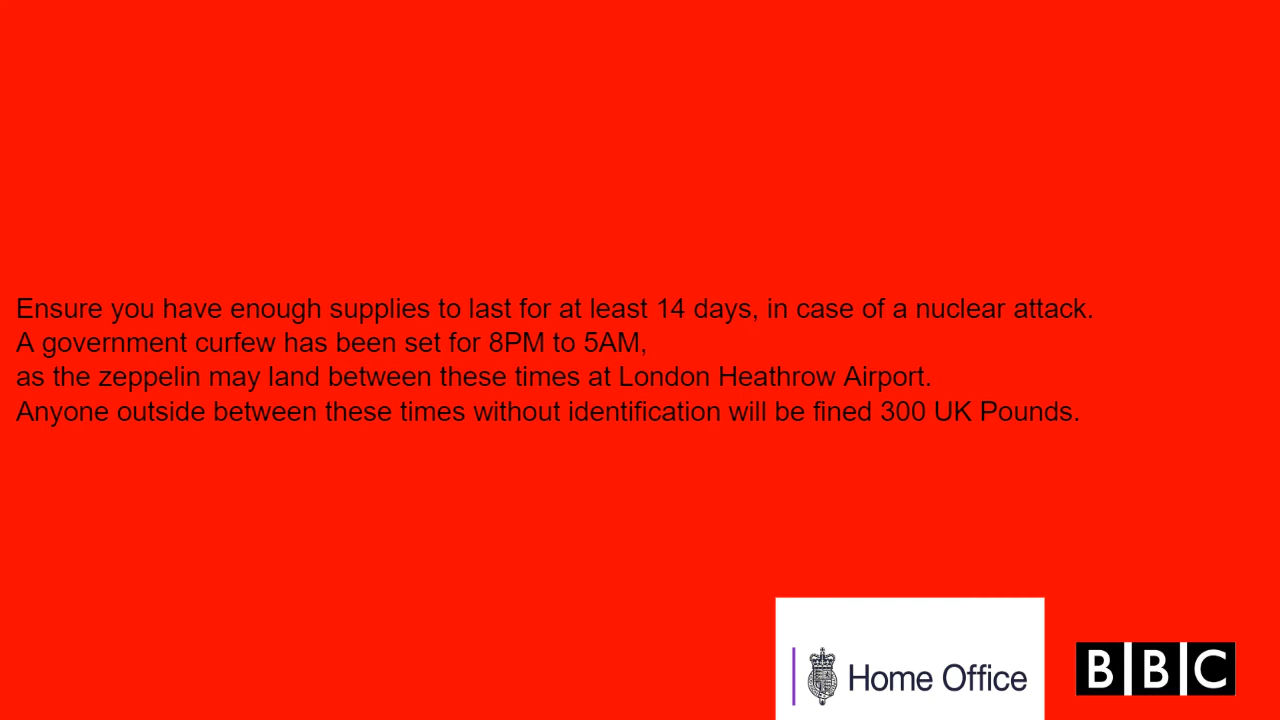 Ensure you have enough supplies to last for at least 14 days, in case of a nuclear attack.
A government curfew has been set for 8PM to 5AM,
as the zeppelin may land between these times at London Heathrow Airport.
Anyone outside between these times without identification will be fined 300 UK Pounds.
Home Office
BBC